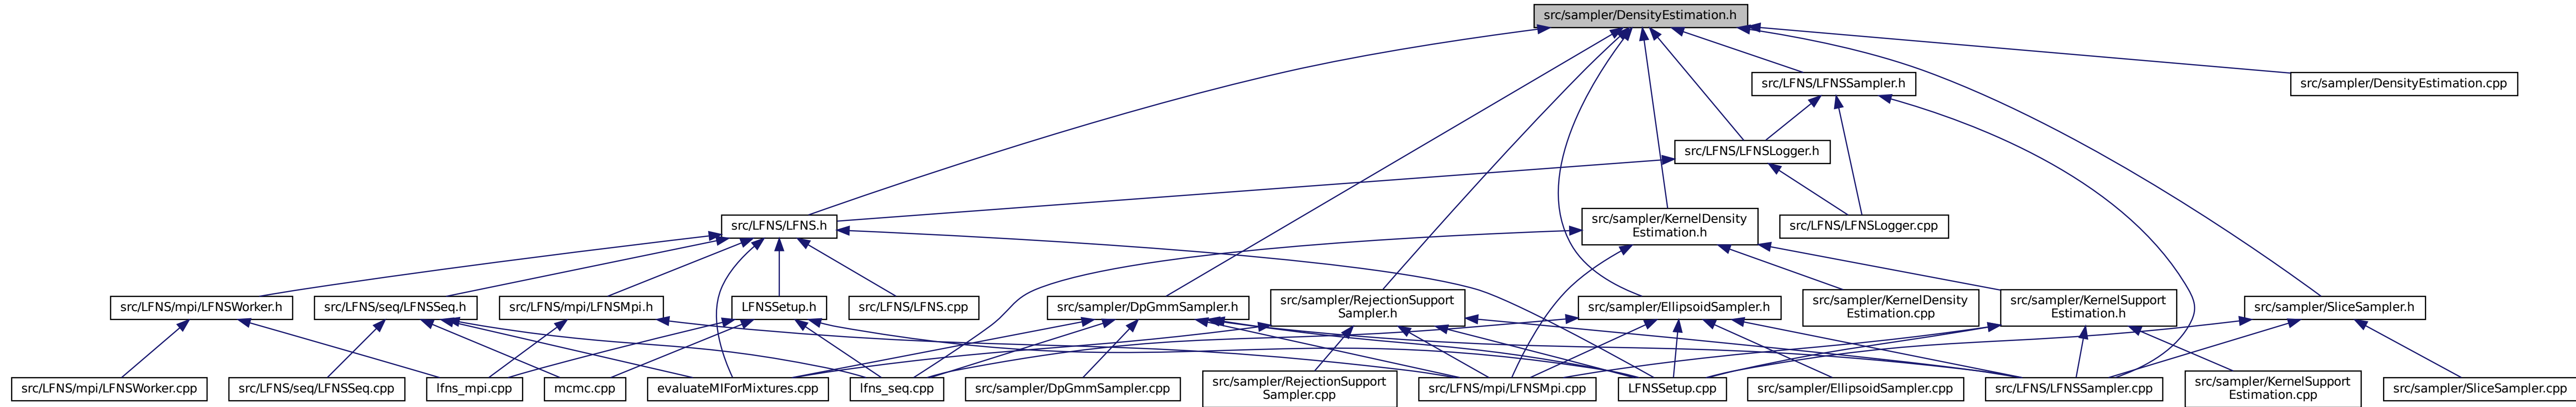 src/sampler/DensityEstimation.h
src/LFNS/LFNSSampler.h
src/sampler/DensityEstimation.cpp
src/LFNS/LFNSLogger.h
src/LFNS/LFNS.h
src/sampler/KernelDensity
Estimation.h
src/LFNS/LFNSLogger.cpp
src/LFNS/mpi/LFNSWorker.h
src/LFNS/seq/LFNSSeq.h
src/LFNS/mpi/LFNSMpi.h
LFNSSetup.h
src/LFNS/LFNS.cpp
src/sampler/DpGmmSampler.h
src/sampler/RejectionSupport
Sampler.h
src/sampler/EllipsoidSampler.h
src/sampler/KernelDensity
Estimation.cpp
src/sampler/KernelSupport
Estimation.h
src/sampler/SliceSampler.h
src/LFNS/mpi/LFNSWorker.cpp
src/LFNS/seq/LFNSSeq.cpp
lfns_mpi.cpp
mcmc.cpp
evaluateMIForMixtures.cpp
lfns_seq.cpp
src/sampler/DpGmmSampler.cpp
src/sampler/RejectionSupport
Sampler.cpp
src/LFNS/mpi/LFNSMpi.cpp
LFNSSetup.cpp
src/sampler/EllipsoidSampler.cpp
src/LFNS/LFNSSampler.cpp
src/sampler/KernelSupport
Estimation.cpp
src/sampler/SliceSampler.cpp